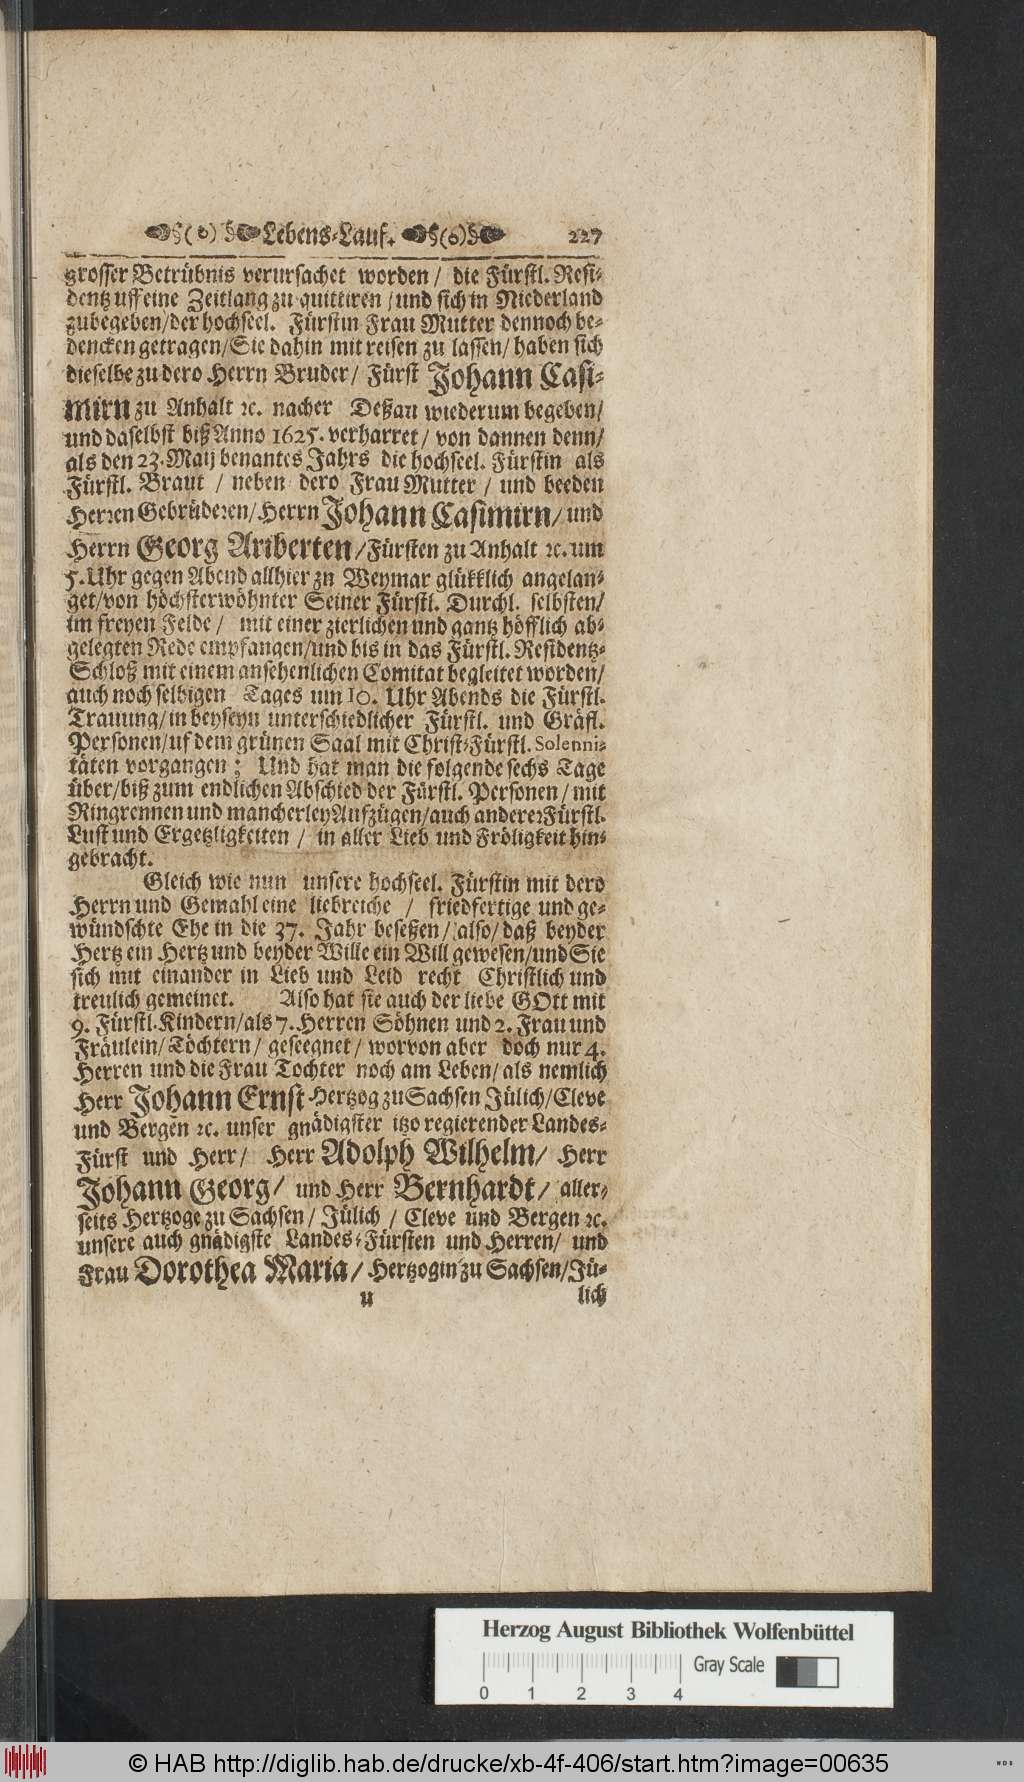 §(o)§ Lebens-Lauf. §(o)§ 227
grosser Betrübnis verursachet worden / die Fürstl. Resi-
dentz uff eine Zeitlang zu quittiren / und sich in Niederland
zubegeben/der hochseel. Fürstin Frau Mutter dennoch be-
dencken getragen/Sie dahin mit reisen zu lassen/ haben sich
dieselbe zu dero Herrn Bruder/ Fürst Johann Casi-
mirn zu Anhalt ꝛc. nacher Deßau wiederum begeben/
und daselbst biß Anno 1625. verharret/ von dannen denn/
als den 23. Maij benantes Jahrs die hochseel. Fürstin als
Fürstl. Braut / neben dero Frau Mutter / und beeden
Herren Gebrüderen/Herrn Johann Casimirn/und
Herrn Georg Ariberten/Fürsten zu Anhalt ꝛc. um
5. Uhr gegen Abend allhier zu Weymar glükklich angelan-
get/von höchsterwöhnter Seiner Fürstl. Durchl. selbsten/
im freyen Felde / mit einer zierlichen und gantz höfflich ab-
gelegten Rede empfangen/und bis in das Fürstl. Residentz-
Schloß mit einem ansehenlichen Comitat begleitet worden/
auch noch selbigen Tages um 10. Uhr Abends die Fürstl.
Trauung/in beyseyn unterschiedlicher Fürstl. und Gräfl.
Personen/uf dem grünen Saal mit Christ-Fürstl. Solenni-
täten vorgangen; Und hat man die folgende sechs Tage
über/biß zum endlichen Abschied der Fürstl. Personen/ mit
Ringrennen und mancherley Aufzügen/auch anderer Fürstl.
Lust und Ergetzligkeiten / in aller Lieb und Fröligkeit hin-
gebracht.
Gleich wie nun unsere hochseel. Fürstin mit dero
Herrn und Gemahl eine liebreiche / friedfertige und ge-
wündschte Ehe in die 37. Jahr beseßen/ also/ daß beyder
Hertz ein Hertz und beyder Wille ein Will gewesen/und Sie
sich mit einander in Lieb und Leid recht Christlich und
treulich gemeinet. Also hat sie auch der liebe GOtt mit
9. Fürstl. Kindern/als 7. Herren Söhnen und 2. Frau und
Fräulein/ Töchtern/ geseegnet/ worvon aber doch nur 4.
Herren und die Frau Tochter noch am Leben/ als nemlich
Herr Johann Ernst Hertzog zu Sachsen Jülich/Cleve
und Bergen ꝛc. unser gnädigster itzo regierender Landes-
Fürst und Herr/ Herr Adolph Wilhelm/ Herr
Johann Georg/ und Herr Bernhardt/ aller-
seits Hertzoge zu Sachsen/ Jülich / Cleve und Bergen ꝛc.
unsere auch gnädigste Landes-Fürsten und Herren/ und
Frau Dorothea Maria/ Hertzogin zu Sachsen/Jü-
u lich
Herzog August Bibliothek Wolfenbüttel
Gray Scale
0 1 2 3 4
© HAB http://diglib.hab.de/drucke/xb-4f-406/start.htm?image=00635